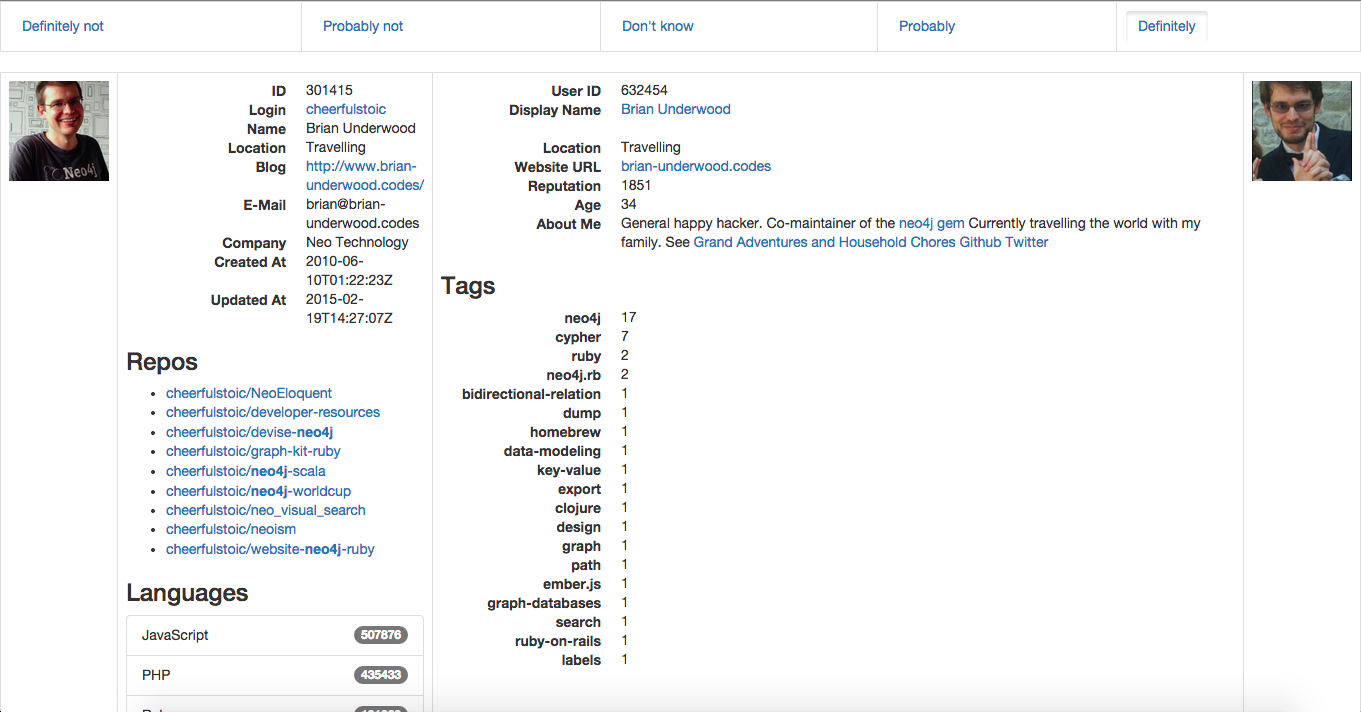 Definitely not
Probably not
Don't know
Probably
Definitely
Neo4j
ID 301415
Login cheerfulstoic
Name Brian Underwood
Location Travelling
Blog http://www.brian-
underwood.codes/
E-Mail brian@brian-
underwood.codes
Company Neo Technology
Created At 2010-06-
10T01:22:23Z
Updated At 2015-02-
19T14:27:07Z
Repos
cheerfulstoic/NeoEloquent
cheerfulstoic/developer-resources
cheerfulstoic/devise-neo4j
cheerfulstoic/graph-kit-ruby
cheerfulstoic/neo4j-scala
cheerfulstoic/neo4j-worldcup
cheerfulstoic/neo_visual_search
cheerfulstoic/neoism
cheerfulstoic/website-neo4j-ruby
Languages
JavaScript 507876
PHP 435433
User ID 632454
Display Name Brian Underwood
Location Travelling
Website URL brian-underwood.codes
Reputation 1851
Age 34
About Me General happy hacker. Co-maintainer of the neo4j gem Currently travelling the world with my
family. See Grand Adventures and Household Chores Github Twitter
Tags
neo4j 17
cypher 7
ruby 2
neo4j.rb 2
bidirectional-relation 1
dump 1
homebrew 1
data-modeling 1
key-value 1
export 1
clojure 1
design 1
graph 1
path 1
ember.js 1
graph-databases 1
search 1
ruby-on-rails 1
labels 1